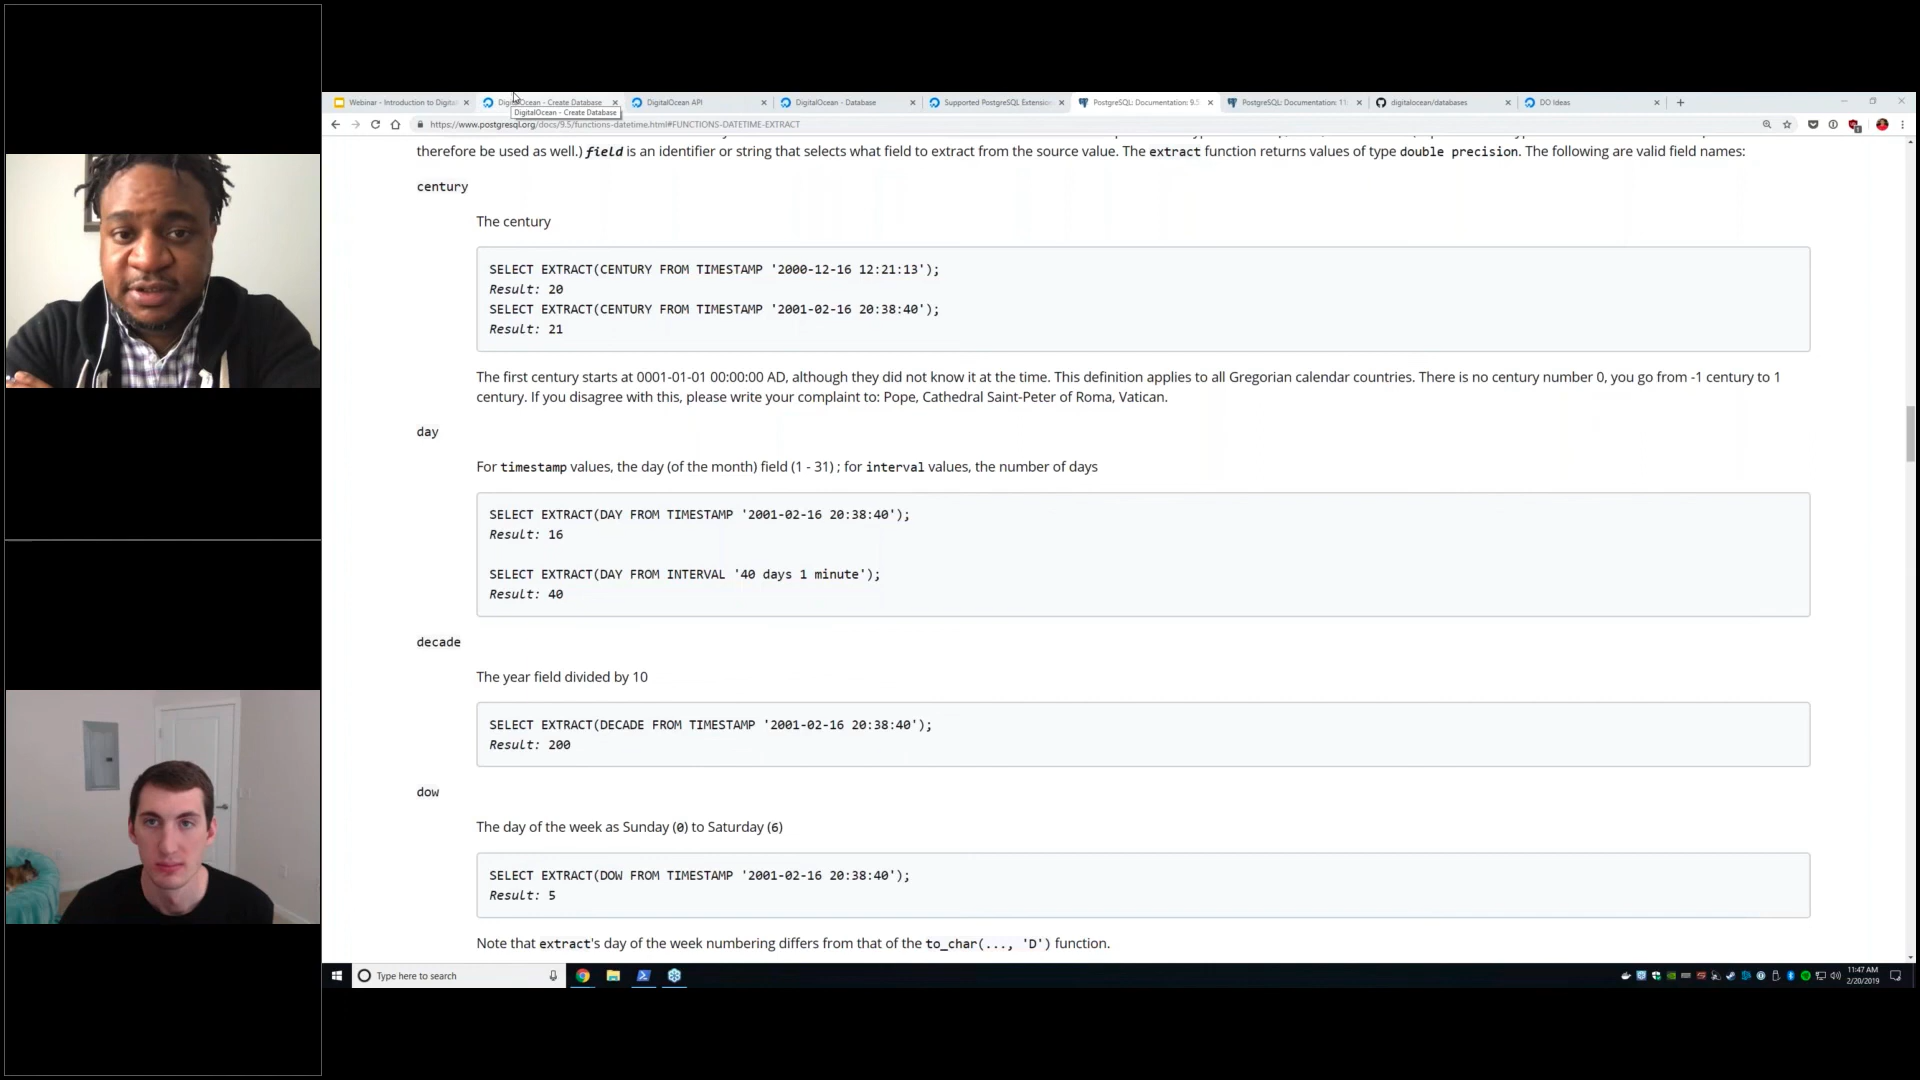 Webinar - Introduction to Digital
DigitalOcean - Create Database
DigitalOcean API
DigitalOcean - Database
Supported PostgreSQL Extension
PostgreSQL: Documentation: 9.5
PostgreSQL: Documentation: 11
digitalocean/databases
DO Ideas
DigitalOcean - Create Database
https://www.postgresql.org/docs/9.5/functions-datetime.html#FUNCTIONS-DATETIME-EXTRACT
therefore be used as well.) field is an identifier or string that selects what field to extract from the source value. The extract function returns values of type double precision. The following are valid field names:
century
The century
SELECT EXTRACT(CENTURY FROM TIMESTAMP '2000-12-16 12:21:13');
Result: 20
SELECT EXTRACT(CENTURY FROM TIMESTAMP '2001-02-16 20:38:40');
Result: 21
The first century starts at 0001-01-01 00:00:00 AD, although they did not know it at the time. This definition applies to all Gregorian calendar countries. There is no century number 0, you go from -1 century to 1
century. If you disagree with this, please write your complaint to: Pope, Cathedral Saint-Peter of Roma, Vatican.
day
For timestamp values, the day (of the month) field (1 - 31) ; for interval values, the number of days
SELECT EXTRACT(DAY FROM TIMESTAMP '2001-02-16 20:38:40');
Result: 16
SELECT EXTRACT(DAY FROM INTERVAL '40 days 1 minute');
Result: 40
decade
The year field divided by 10
SELECT EXTRACT(DECADE FROM TIMESTAMP '2001-02-16 20:38:40');
Result: 200
dow
The day of the week as Sunday (0) to Saturday (6)
SELECT EXTRACT(DOW FROM TIMESTAMP '2001-02-16 20:38:40');
Result: 5
Note that extract's day of the week numbering differs from that of the to_char(..., 'D') function.
Type here to search
11:47 AM
2/20/2019